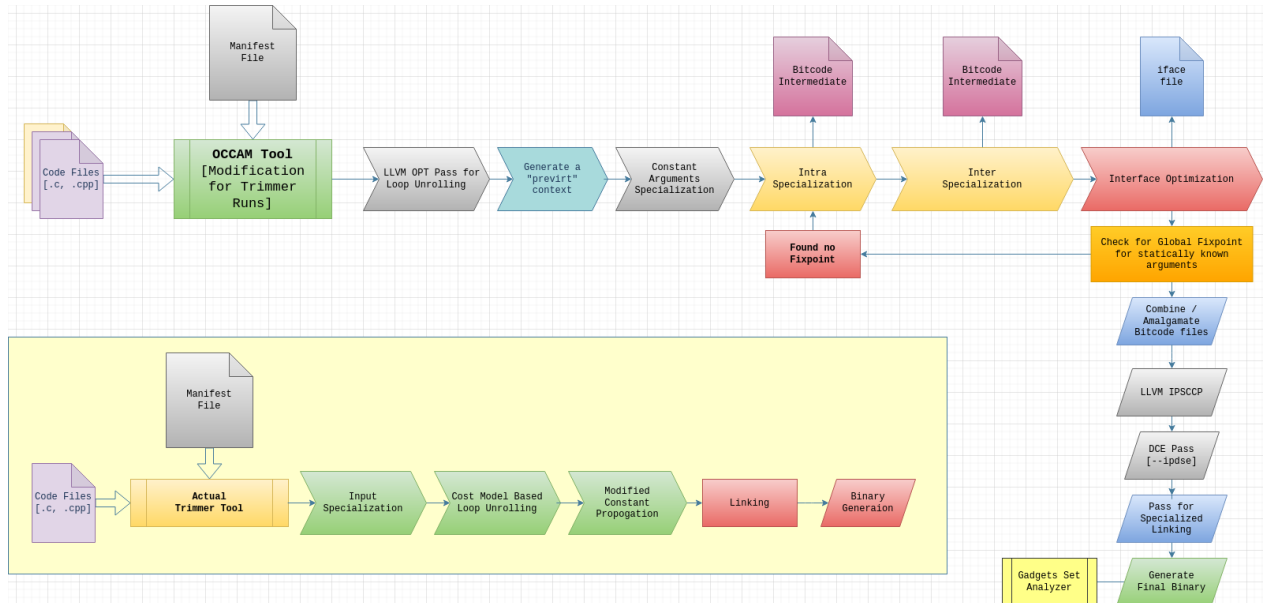 Manifest
File
Bitcode
Intermediate
Bitcode
Intermediate
iface
file
Code Files
[.c, .cpp]
OCCAM Tool
[Modification
for Trimmer
Runs]
LLVM OPT Pass for
Loop Unrolling
Generate a
"previrt"
context
Constant
Arguments
Specialization
Intra
Specialization
Inter
Specialization
Interface Optimization
Found no
Fixpoint
Check for Global Fixpoint
for statically known
arguments
Combine /
Amalgamate
Bitcode files
LLVM IPSCCP
DCE Pass
[--ipdse]
Pass for
Specialized
Linking
Generate
Final Binary
Gadgets Set
Analyzer
Manifest
File
Code Files
[.c, .cpp]
Actual
Trimmer Tool
Input
Specialization
Cost Model Based
Loop Unrolling
Modified
Constant
Propogation
Linking
Binary
Generaion